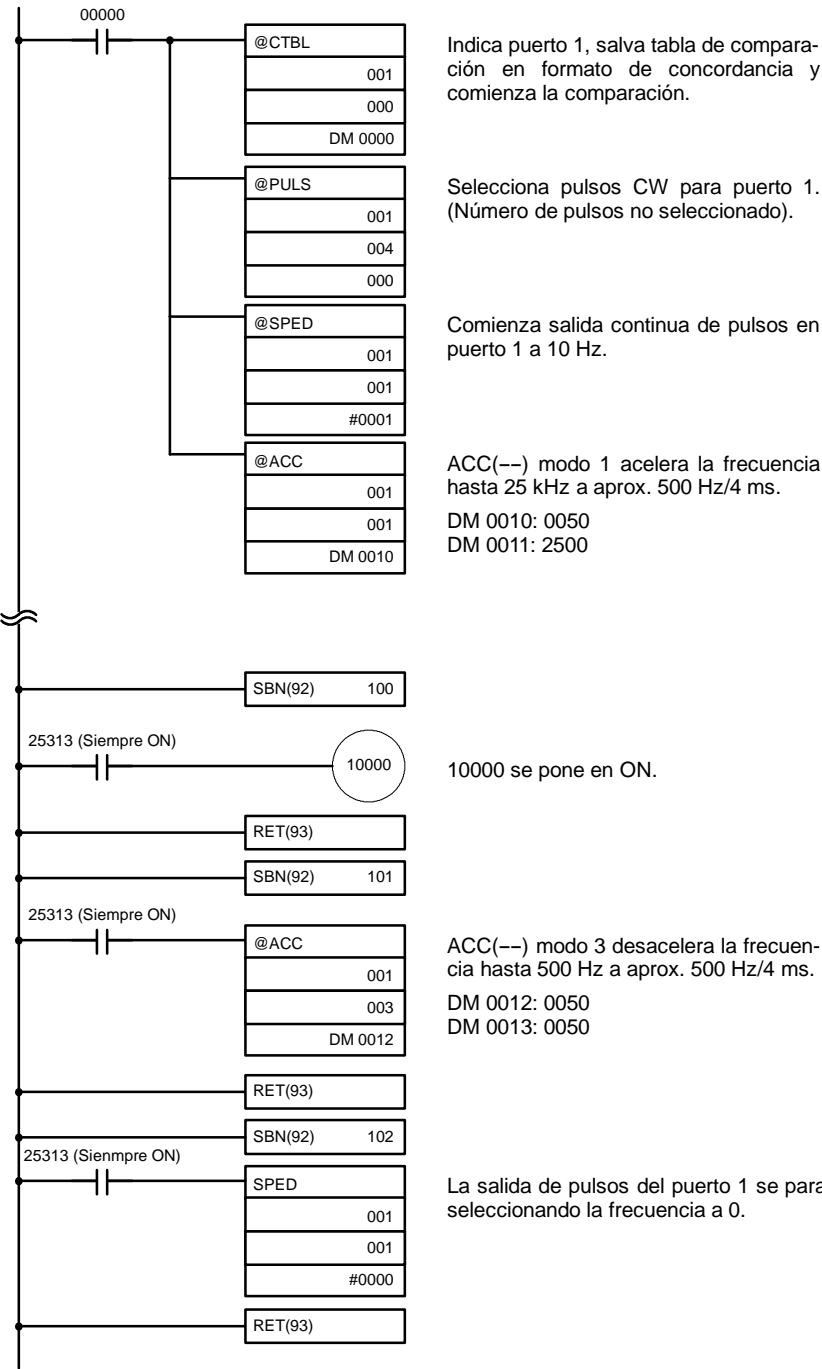 00000
@CTBL
001
000
DM 0000
Indica puerto 1, salva tabla de compara-
ción en formato de concordancia y
comienza la comparación.
@PULS
001
004
000
Selecciona pulsos CW para puerto 1.
(Número de pulsos no seleccionado).
@SPED
001
001
#0001
Comienza salida continua de pulsos en
puerto 1 a 10 Hz.
@ACC
001
001
DM 0010
ACC(--) modo 1 acelera la frecuencia
hasta 25 kHz a aprox. 500 Hz/4 ms.
DM 0010: 0050
DM 0011: 2500
SBN(92) 100
25313 (Siempre ON)
10000
10000 se pone en ON.
RET(93)
SBN(92) 101
25313 (Siempre ON)
@ACC
001
003
DM 0012
ACC(--) modo 3 desacelera la frecuen-
cia hasta 500 Hz a aprox. 500 Hz/4 ms.
DM 0012: 0050
DM 0013: 0050
RET(93)
SBN(92) 102
25313 (Sienmpre ON)
SPED
001
001
#0000
La salida de pulsos del puerto 1 se para
seleccionando la frecuencia a 0.
RET(93)